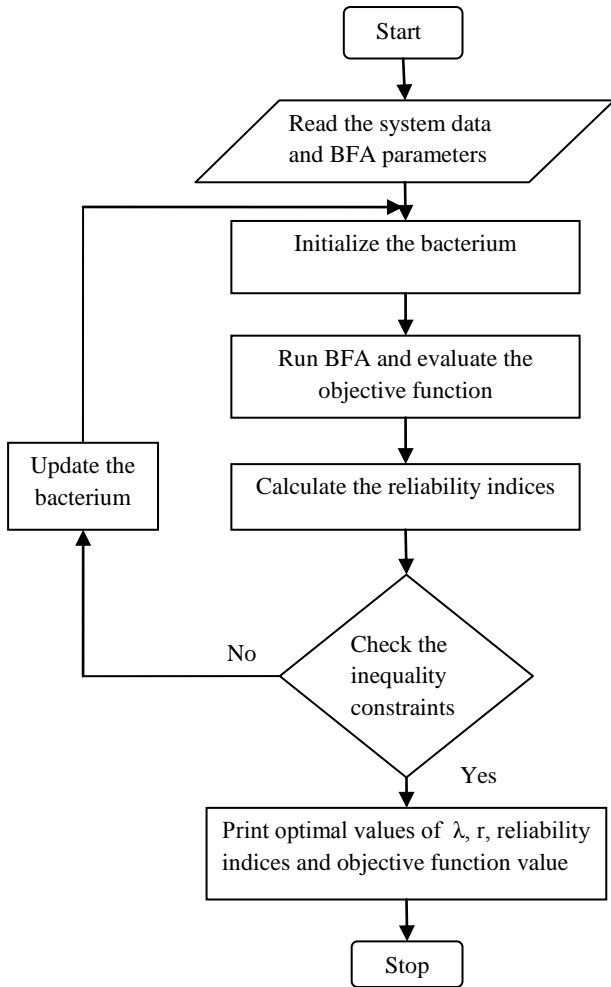 Start
Read the system data
and BFA parameters
Initialize the bacterium
Run BFA and evaluate the
objective function
Update the
bacterium
Calculate the reliability indices
No
Check the
inequality
constraints
Yes
Print optimal values of λ, r, reliability
indices and objective function value
Stop